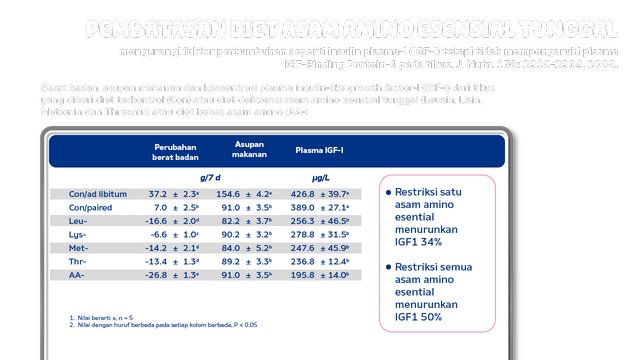 PEMBATASAN DIET ASAM AMINO ESENSIAL TUNGGAL
mengurangi faktor pertumbuhan seperti insulin plasma-I (IGF-I) tetapi tidak mempengaruhi plasma
IGF-Binding Protein-1 pada tikus. J. Nutr. 130:
Berat badan, asupan makanan dan konsentrasi plasma insulin-like growth factor-I (IGF-I) dari tikus
yang diberi diet terkontrol (Con) atau diet defisiensi asam amino esensial tunggal (Leusin, Lisin,
Metionin dan Threonine) atau diet bebas asam amino (AA-)
Perubahan berat badan Asupan makanan Plasma IGF-I
g/7 d µg/L
Con/ad libitum 37.2 ± 2.3ᵃ 154.6 ± 4.2ᵃ 426.8 ± 39.7ᵃ
Con/paired 7.0 ± 2.5ᵇ 91.0 ± 3.5ᵇ 389.0 ± 27.1ᵃ
Leu- -16.6 ± 2.0ᵈ 82.2 ± 3.7ᵇ 256.3 ± 46.5ᵇ
Lys- -6.6 ± 1.0ᶜ 90.2 ± 3.2ᵇ 278.8 ± 31.5ᵇ
Met- -14.2 ± 2.1ᵈ 84.0 ± 5.2ᵇ 247.6 ± 45.9ᵇ
Thr- -13.4 ± 1.3ᵈ 89.2 ± 3.3ᵇ 236.8 ± 12.4ᵇ
AA- -26.8 ± 1.3ᵉ 91.0 ± 3.5ᵇ 195.8 ± 14.0ᵇ
1. Nilai berarti ±, n = 5
2. Nilai dengan huruf berbeda pada setiap kolom berbeda, P < 0.05
• Restriksi satu
asam amino
esential
menurunkan
IGF1 34%
• Restriksi semua
asam amino
esential
menurunkan
IGF1 50%